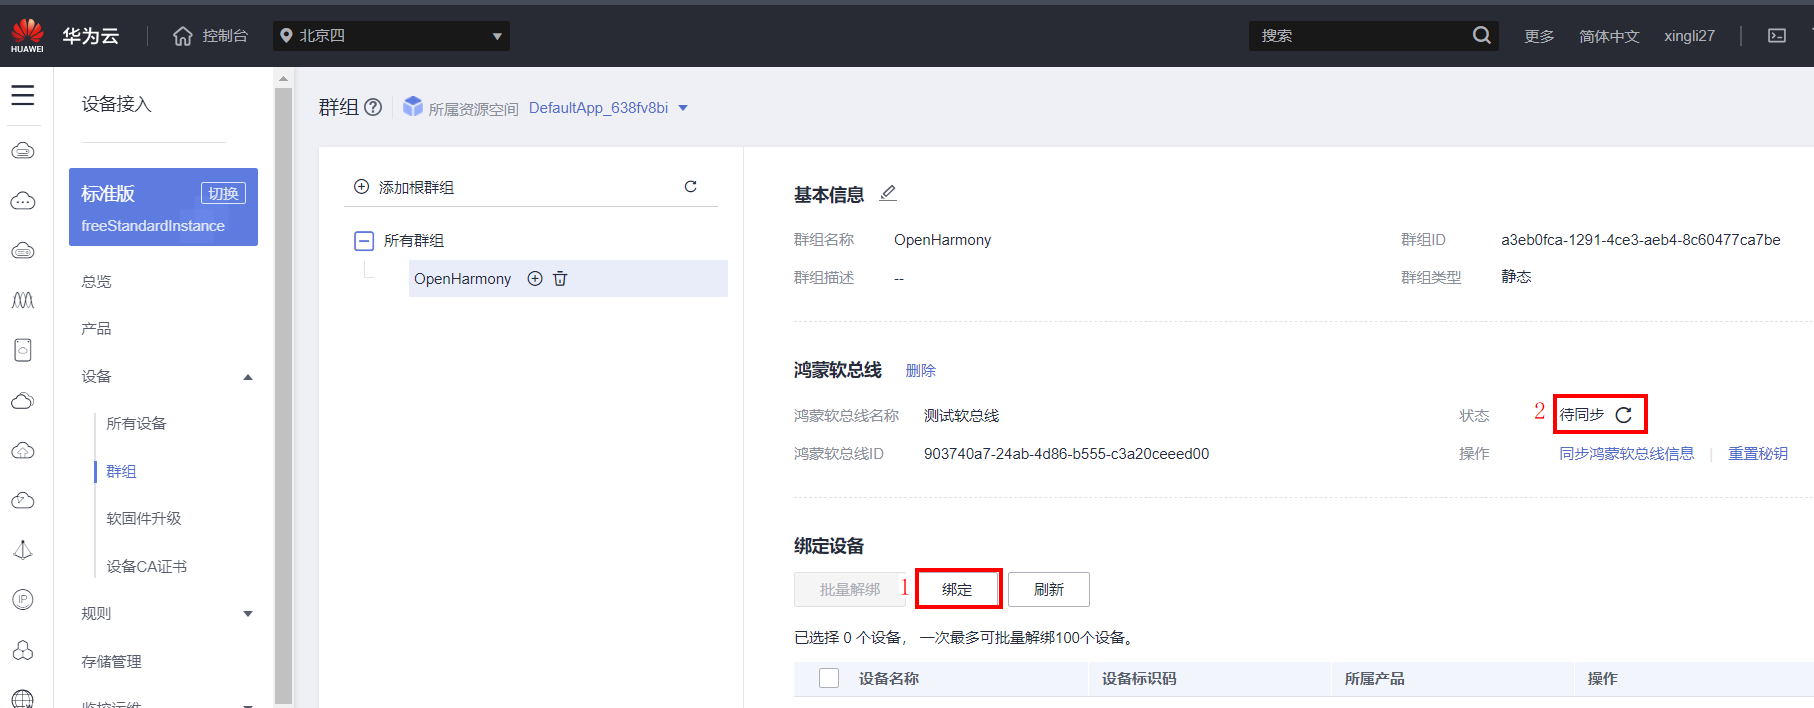 HUAWEI 华为云 控制台 北京四 搜索 更多 简体中文 xingli27
设备接入
标准版 切换
freeStandardInstance
总览
产品
设备
所有设备
群组
软固件升级
设备CA证书
规则
存储管理
监控运维
IP
群组 ? 所属资源空间 DefaultApp_638fv8bi
添加根群组
所有群组
OpenHarmony
基本信息
群组名称 OpenHarmony 群组ID a3eb0fca-1291-4ce3-aeb4-8c60477ca7be
群组描述 -- 群组类型 静态
鸿蒙软总线 删除
鸿蒙软总线名称 测试软总线 状态 2 待同步
鸿蒙软总线ID 903740a7-24ab-4d86-b555-c3a20ceeed00 操作 同步鸿蒙软总线信息 | 重置秘钥
绑定设备
批量解绑 1 绑定 刷新
已选择 0 个设备， 一次最多可批量解绑100个设备。
设备名称 设备标识码 所属产品 操作